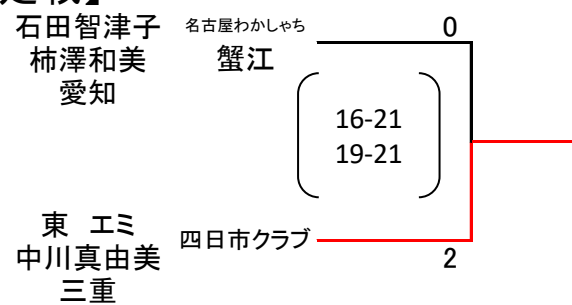 定戦】
石田智津子 名古屋わかしゃち 0
柿澤和美 蟹江
愛知
16-21
19-21
東 エミ
中川真由美 四日市クラブ
三重 2